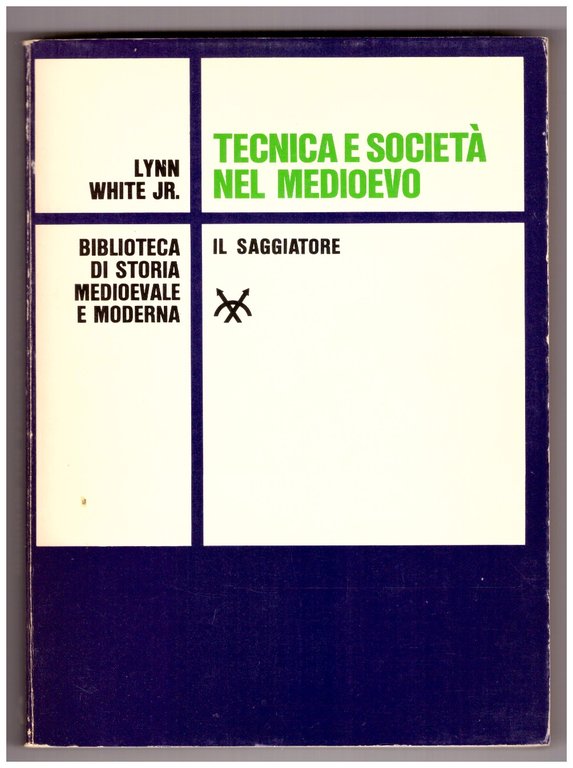 LYNN
WHITE JR.
TECNICA E SOCIETÀ
NEL MEDIOEVO
BIBLIOTECA
DI STORIA
MEDIOEVALE
E MODERNA
IL SAGGIATORE